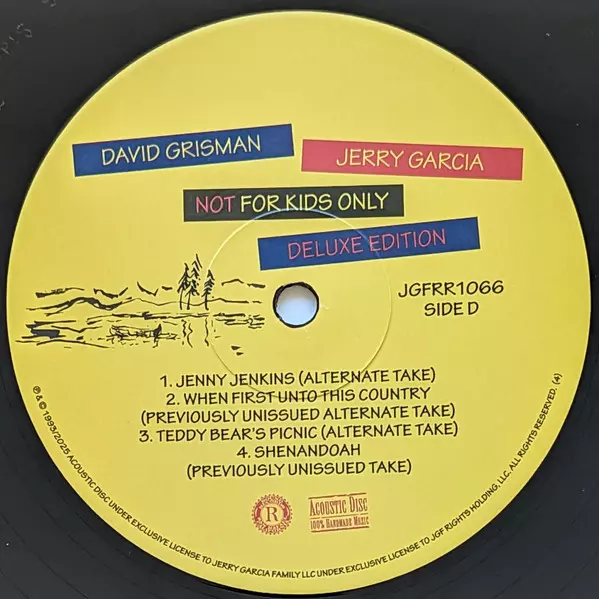 DAVID GRISMAN
JERRY GARCIA
NOT FOR KIDS ONLY
DELUXE EDITION
JGFRR1066
SIDE D
1. JENNY JENKINS (ALTERNATE TAKE)
2. WHEN FIRST UNTO THIS COUNTRY
(PREVIOUSLY UNISSUED ALTERNATE TAKE)
3. TEDDY BEAR'S PICNIC (ALTERNATE TAKE)
4. SHENANDOAH
(PREVIOUSLY UNISSUED TAKE)
R
ACOUSTIC DISC
100% HANDMADE MUSIC
℗ & © 1993/2025 ACOUSTIC DISC UNDER EXCLUSIVE LICENSE TO JERRY GARCIA FAMILY LLC UNDER EXCLUSIVE LICENSE TO JGF RIGHTS HOLDING, LLC. ALL RIGHTS RESERVED. (4)